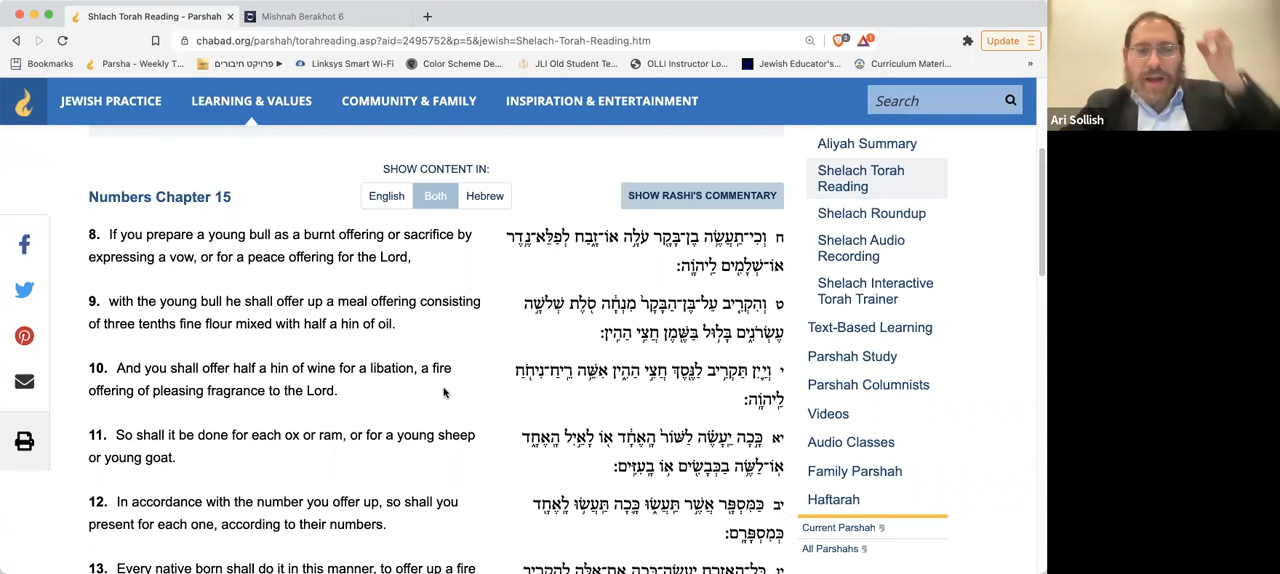 Shlach Torah Reading - Parshah
Mishnah Berakhot 6
chabad.org/parshah/torahreading.asp?aid=2495752&p=5&jewish=Shelach-Torah-Reading.htm
Update
Bookmarks
Parsha - Weekly T...
פרויקט חיבורים
Linksys Smart Wi-Fi
Color Scheme De...
JLI Old Student Te...
OLLI Instructor Lo...
Jewish Educator's...
Curriculum Materi...
JEWISH PRACTICE
LEARNING & VALUES
COMMUNITY & FAMILY
INSPIRATION & ENTERTAINMENT
Search
Ari Sollish
SHOW CONTENT IN:
Numbers Chapter 15
English
Both
Hebrew
SHOW RASHI'S COMMENTARY
8. If you prepare a young bull as a burnt offering or sacrifice by
expressing a vow, or for a peace offering for the Lord,
ח וְכִי־תַֽעֲשֶׂ֥ה בֶן־בָּקָ֖ר עֹלָ֣ה אוֹ־זָ֑בַח לְפַלֵּא־נֶ֥דֶר
אֽוֹ־שְׁלָמִ֖ים לַֽיהֹוָֽה:
9. with the young bull he shall offer up a meal offering consisting
of three tenths fine flour mixed with half a hin of oil.
ט וְהִקְרִ֤יב עַל־בֶּן־הַבָּקָר֙ מִנְחָ֔ה סֹ֖לֶת שְׁלשָׁ֣ה
עֶשְׂרֹנִ֑ים בָּל֥וּל בַּשֶּׁ֖מֶן חֲצִ֥י הַהִֽין:
10. And you shall offer half a hin of wine for a libation, a fire
offering of pleasing fragrance to the Lord.
י וְיַ֛יִן תַּקְרִ֥יב לַנֶּ֖סֶךְ חֲצִ֣י הַהִ֑ין אִשֵּׁ֥ה רֵֽיחַ־נִיחֹ֖חַ
לַֽיהֹוָֽה:
11. So shall it be done for each ox or ram, or for a young sheep
or young goat.
יא כָּ֣כָה יֵֽעָשֶׂ֗ה לַשּׁוֹר֙ הָֽאֶחָ֔ד א֖וֹ לָאַ֣יִל הָֽאֶחָ֑ד
אֽוֹ־לַשֶּׂ֥ה בַכְּבָשִׂ֖ים א֥וֹ בָֽעִזִּֽים:
12. In accordance with the number you offer up, so shall you
present for each one, according to their numbers.
יב כַּמִּסְפָּ֖ר אֲשֶׁ֣ר תַּֽעֲשׂ֑וּ כָּ֛כָה תַּֽעֲשׂ֥וּ לָֽאֶחָ֖ד
כְּמִסְפָּרָֽם:
13. Every native born shall do it in this manner, to offer up a fire
Aliyah Summary
Shelach Torah
Reading
Shelach Roundup
Shelach Audio
Recording
Shelach Interactive
Torah Trainer
Text-Based Learning
Parshah Study
Parshah Columnists
Videos
Audio Classes
Family Parshah
Haftarah
Current Parshah
All Parshahs